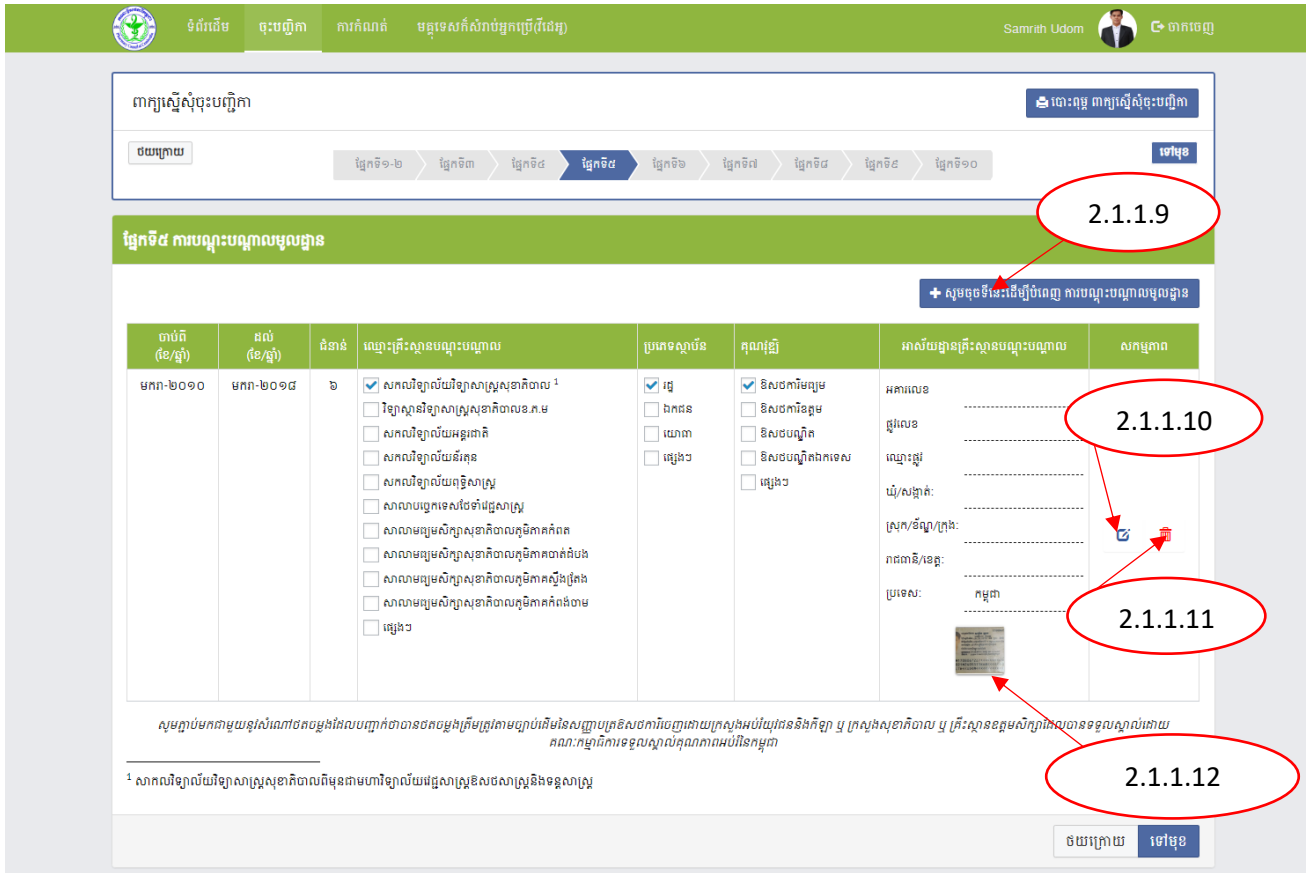 ទំព័រដើម ចុះបញ្ជិកា ការកំណត់ មគ្គទេសក៏សំរាប់អ្នកប្រើ(វីដេអូ) Samrith Udom ចាកចេញ
ពាក្យស្នើសុំចុះបញ្ជិកា
បោះពុម្ព ពាក្យស្នើសុំចុះបញ្ជិកា
ថយក្រោយ ផ្នែកទី១-២ ផ្នែកទី៣ ផ្នែកទី៤ ផ្នែកទី៥ ផ្នែកទី៦ ផ្នែកទី៧ ផ្នែកទី៨ ផ្នែកទី៩ ផ្នែកទី១០ ទៅមុខ
2.1.1.9
ផ្នែកទី៥ ការបណ្តុះបណ្តាលមូលដ្ឋាន
សូមចុចទីនេះដើម្បីបំពេញ ការបណ្តុះបណ្តាលមូលដ្ឋាន
ចាប់ពី (ខែ/ឆ្នាំ) ដល់ (ខែ/ឆ្នាំ) ជំនាន់ ឈ្មោះគ្រឹះស្ថានបណ្តុះបណ្តាល ប្រភេទស្ថាប័ន គុណវុឌ្ឍិ អាស័យដ្ឋានគ្រឹះស្ថានបណ្តុះបណ្តាល សកម្មភាព
មករា-២០១០ មករា-២០១៨ ៦
សកលវិទ្យាល័យវិទ្យាសាស្ត្រសុខាភិបាល 1
វិទ្យាស្ថានវិទ្យាសាស្ត្រសុខាភិបាលខ.ភ.ម
សកលវិទ្យាល័យអន្តរជាតិ
សកលវិទ្យាល័យន័រតុន
សកលវិទ្យាល័យពុទ្ធិសាស្ត្រ
សាលាបច្ចេកទេសថែទាំវេជ្ជសាស្ត្រ
សាលាមធ្យមសិក្សាសុខាភិបាលភូមិភាគកំពត
សាលាមធ្យមសិក្សាសុខាភិបាលភូមិភាគបាត់ដំបង
សាលាមធ្យមសិក្សាសុខាភិបាលភូមិភាគស្ទឹងត្រែង
សាលាមធ្យមសិក្សាសុខាភិបាលភូមិភាគកំពង់ចាម
ផ្សេងៗ
រដ្ឋ
ឯកជន
យោធា
ផ្សេងៗ
ឱសថការីមធ្យម
ឱសថការីឧត្តម
ឱសថបណ្ឌិត
ឱសថបណ្ឌិតឯកទេស
ផ្សេងៗ
អគារលេខ
ផ្លូវលេខ
ឈ្មោះផ្លូវ
ឃុំ/សង្កាត់:
ស្រុក/ខ័ណ្ឌ/ក្រុង:
រាជធានី/ខេត្ត:
ប្រទេស: កម្ពុជា
2.1.1.10
2.1.1.11
សូមភ្ជាប់មកជាមួយនូវសំណៅថតចម្លងដែលបញ្ជាក់ថាបានថតចម្លងត្រឹមត្រូវតាមច្បាប់ដើមនៃសញ្ញាបត្រឱសថការីចេញដោយក្រសួងអប់រំយុវជននិងកីឡា ឬ ក្រសួងសុខាភិបាល ឬ គ្រឹះស្ថានឧត្តមសិក្សាដែលបានទទួលស្គាល់ដោយ
គណៈកម្មាធិការទទួលស្គាល់គុណភាពអប់រំនៃកម្ពុជា
1 សាកលវិទ្យាល័យវិទ្យាសាស្ត្រសុខាភិបាលពីមុនជាមហាវិទ្យាល័យវេជ្ជសាស្ត្រឱសថសាស្ត្រនិងទន្តសាស្ត្រ
2.1.1.12
ថយក្រោយ ទៅមុខ